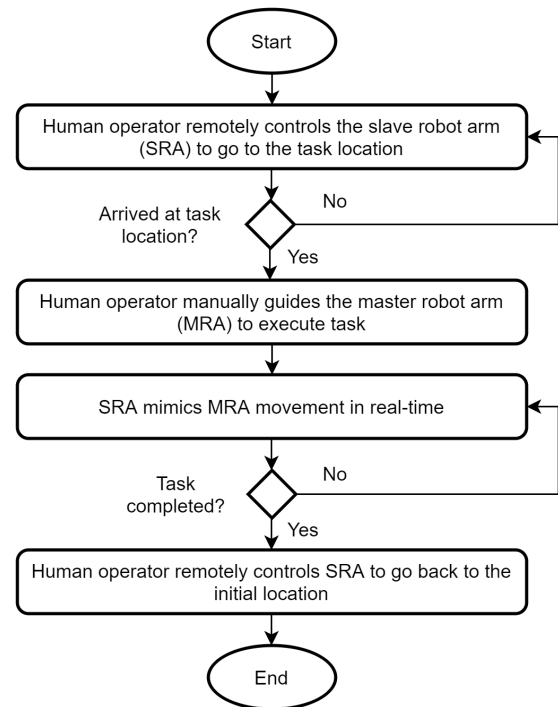 Start
Human operator remotely controls the slave robot arm
(SRA) to go to the task location
Arrived at task
location?
No
Yes
Human operator manually guides the master robot arm
(MRA) to execute task
SRA mimics MRA movement in real-time
Task
completed?
No
Yes
Human operator remotely controls SRA to go back to the
initial location
End